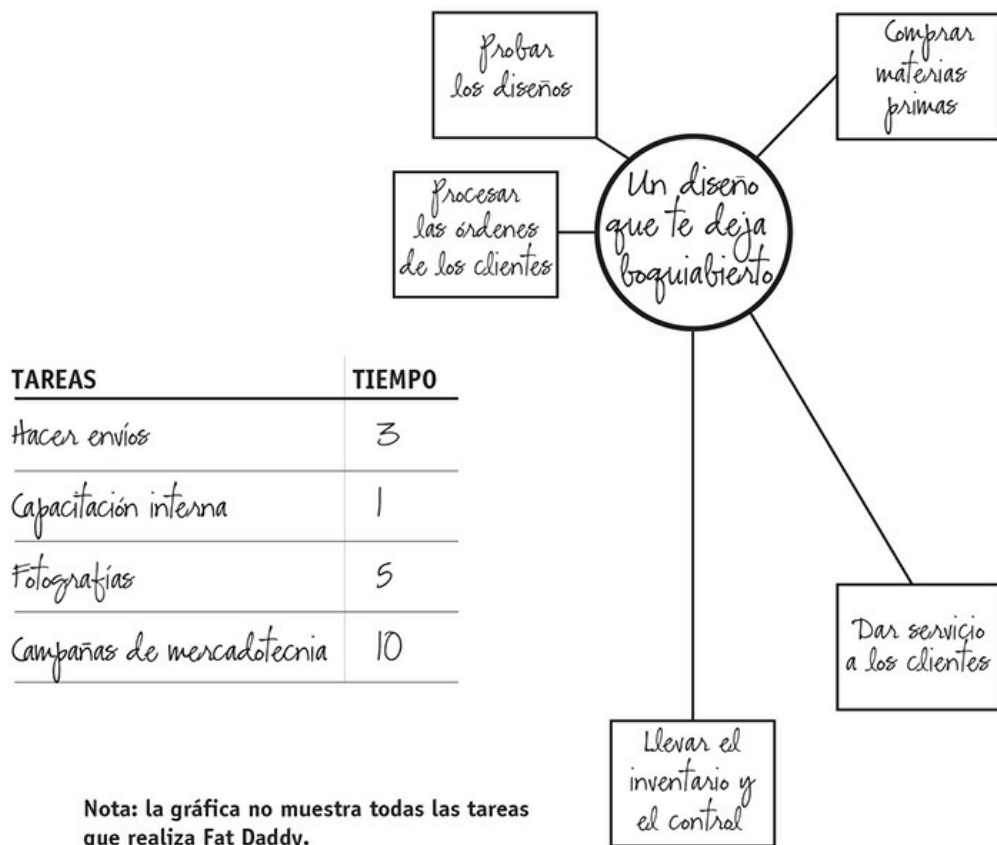 Probar
los diseños
Comprar
materias
primas
Procesar
las órdenes
de los clientes
Un diseño
que te deja
boquiabierto
TAREAS TIEMPO
Hacer envíos 3
Capacitación interna 1
Fotografías 5
Campañas de mercadotecnia 10
Dar servicio
a los clientes
Llevar el
inventario y
el control
Nota: la gráfica no muestra todas las tareas
que realiza Fat Daddy.